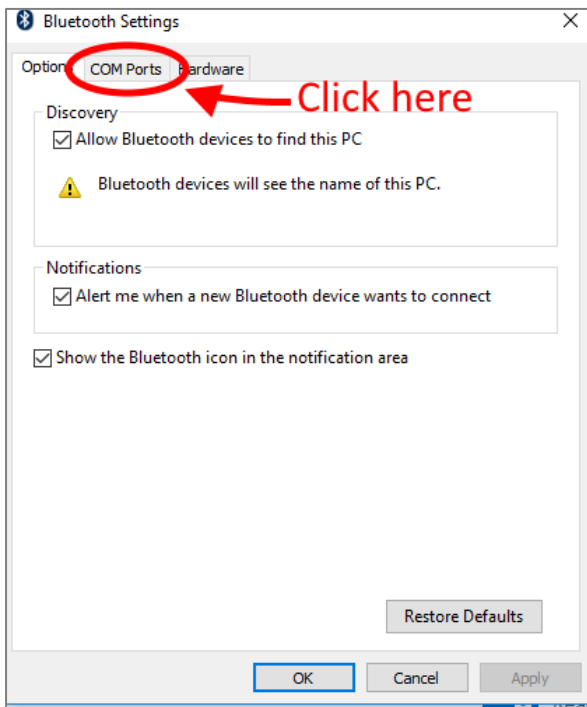 Bluetooth Settings
Options COM Ports Hardware
Click here
Discovery
Allow Bluetooth devices to find this PC
Bluetooth devices will see the name of this PC.
Notifications
Alert me when a new Bluetooth device wants to connect
Show the Bluetooth icon in the notification area
Restore Defaults
OK Cancel Apply